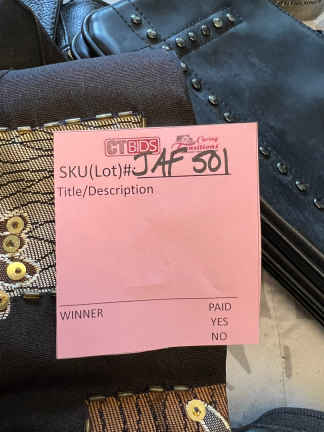 CTBIDS Caring Transitions
SKU(Lot)#JAF 501
Title/Description
WINNER PAID
YES
NO